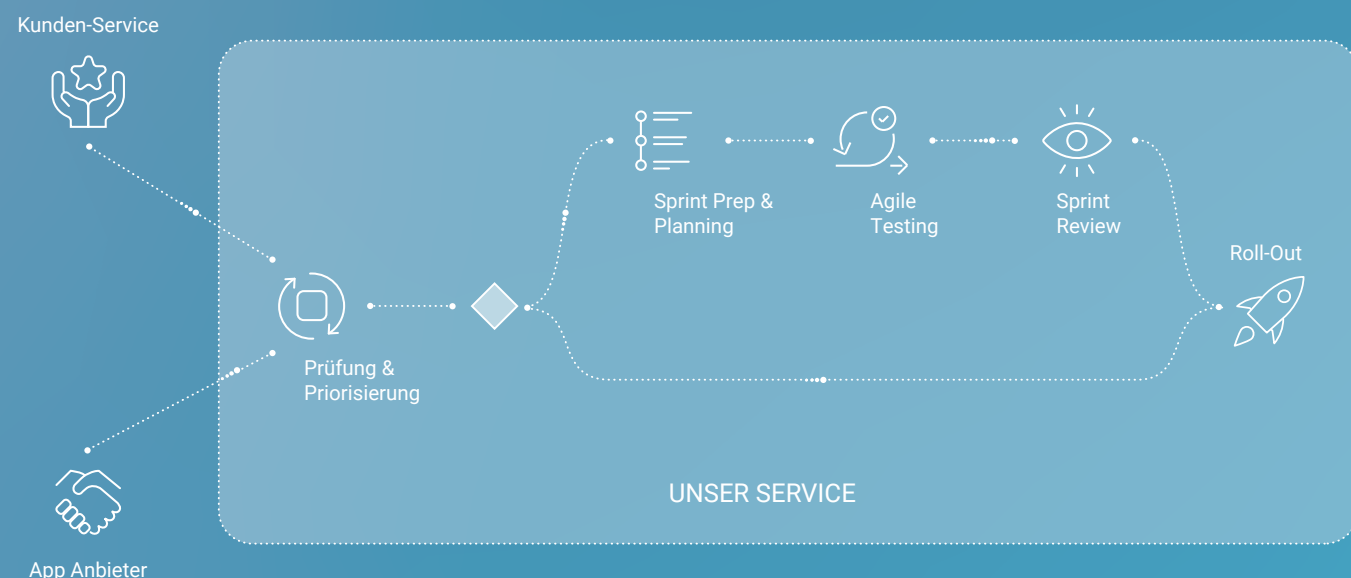 Kunden-Service
Sprint Prep &
Planning
Agile
Testing
Sprint
Review
Roll-Out
Prüfung &
Priorisierung
UNSER SERVICE
App Anbieter